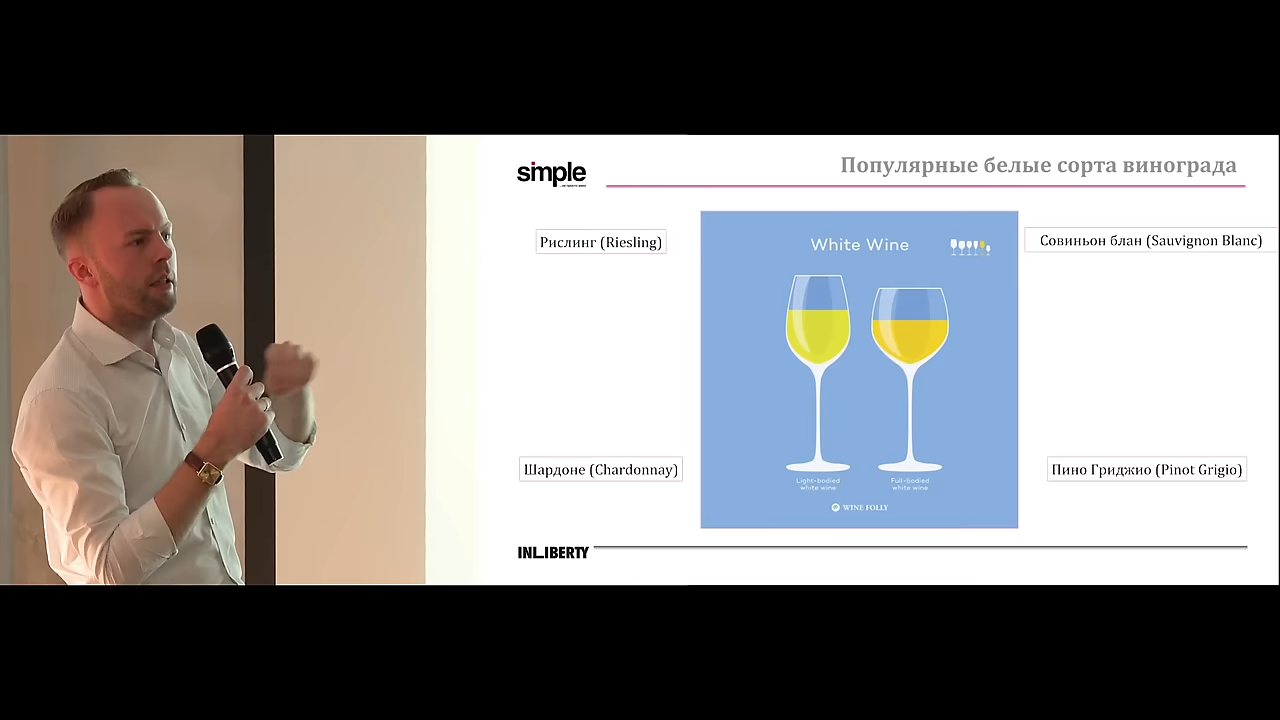 simple
Популярные белые сорта винограда
Рислинг (Riesling)
White Wine
Совиньон блан (Sauvignon Blanc)
Шардоне (Chardonnay)
Light-bodied
white wine
Full-bodied
white wine
Пино Гриджио (Pinot Grigio)
WINE FOLLY
INLIBERTY